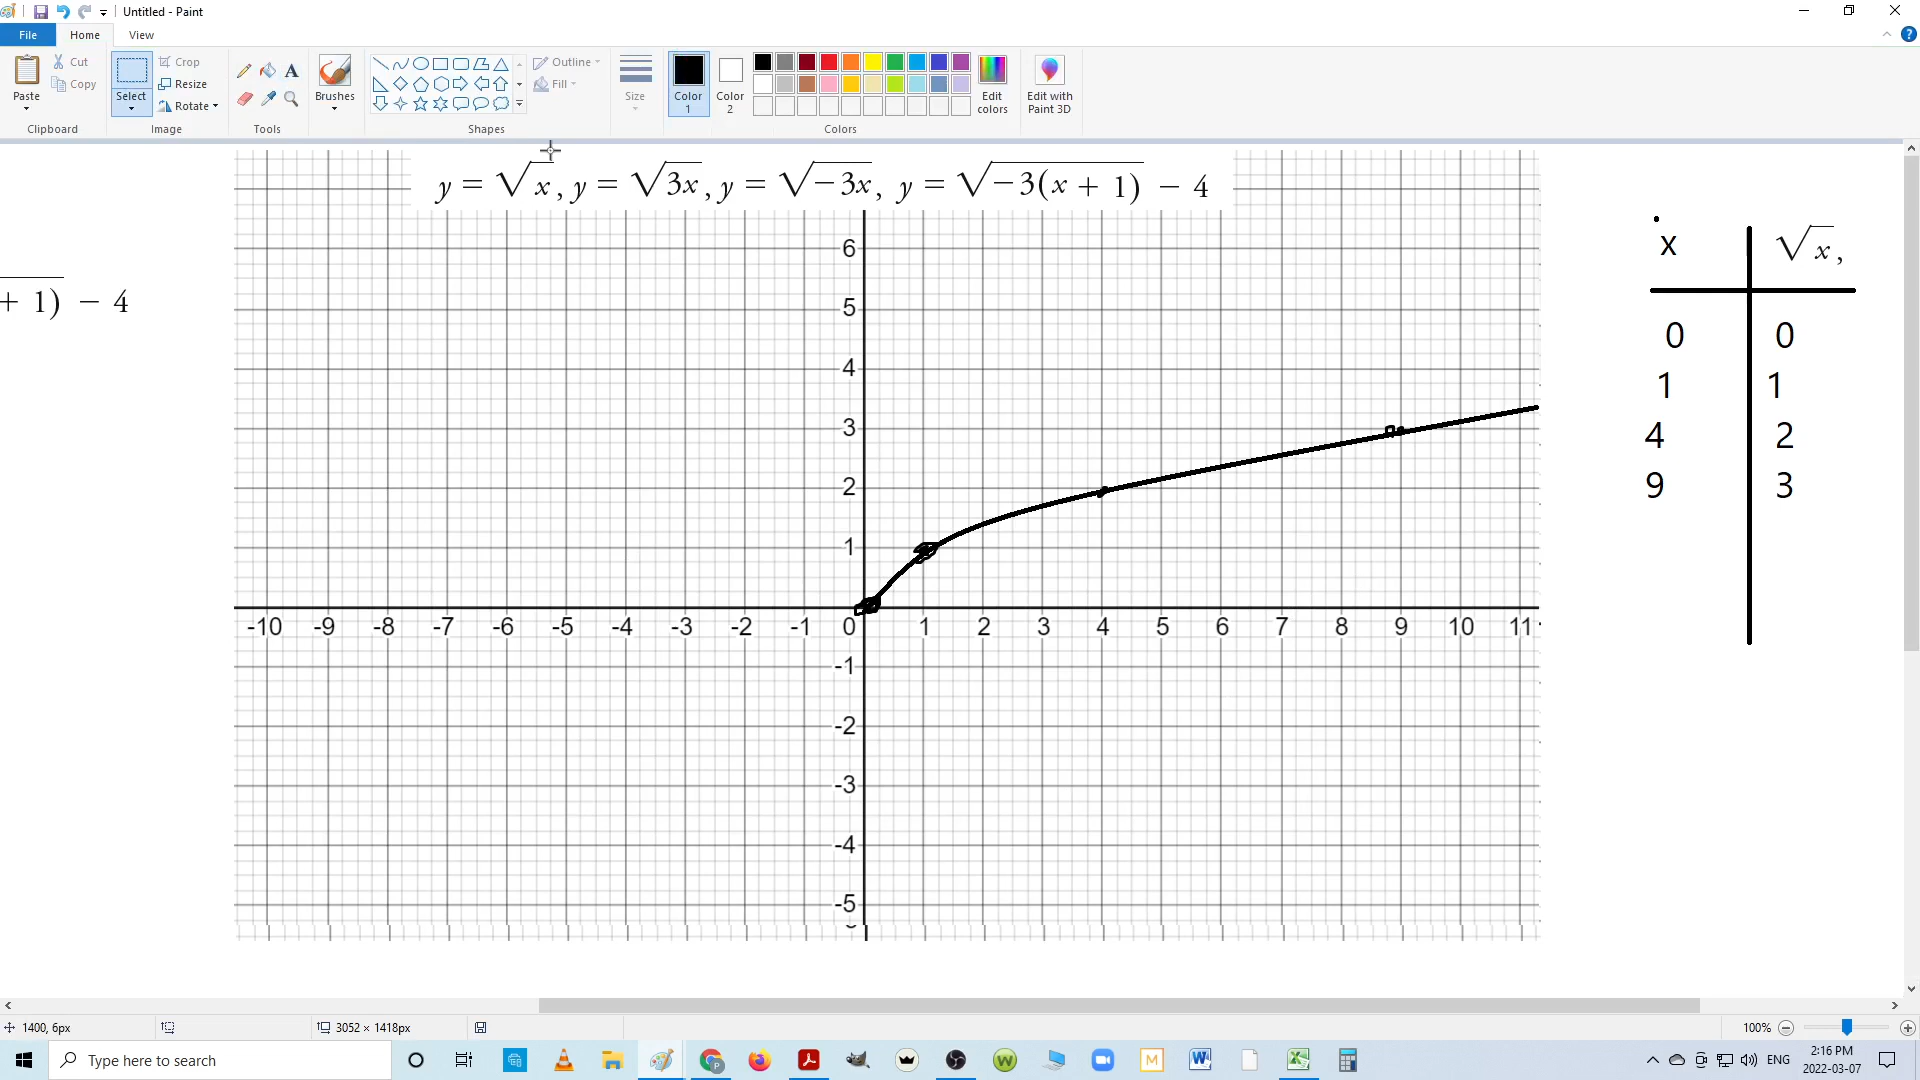 Untitled - Paint
File Home View
Paste
Cut
Copy
Clipboard
Select
Crop
Resize
Rotate
Image
A
Tools
Brushes
Outline
Fill
Shapes
Size
Color 1
Color 2
Edit colors
Edit with Paint 3D
Colors
y = √x, y = √3x, y = √−3x, y = √−3(x + 1) − 4
+ 1) − 4
6
5
4
3
2
1
-10 -9 -8 -7 -6 -5 -4 -3 -2 -1 0 1 2 3 4 5 6 7 8 9 10 11
-1
-2
-3
-4
-5
x √x,
0 0
1 1
4 2
9 3
1400, 6px
3052 × 1418px
100%
Type here to search
ENG
2:16 PM
2022-03-07